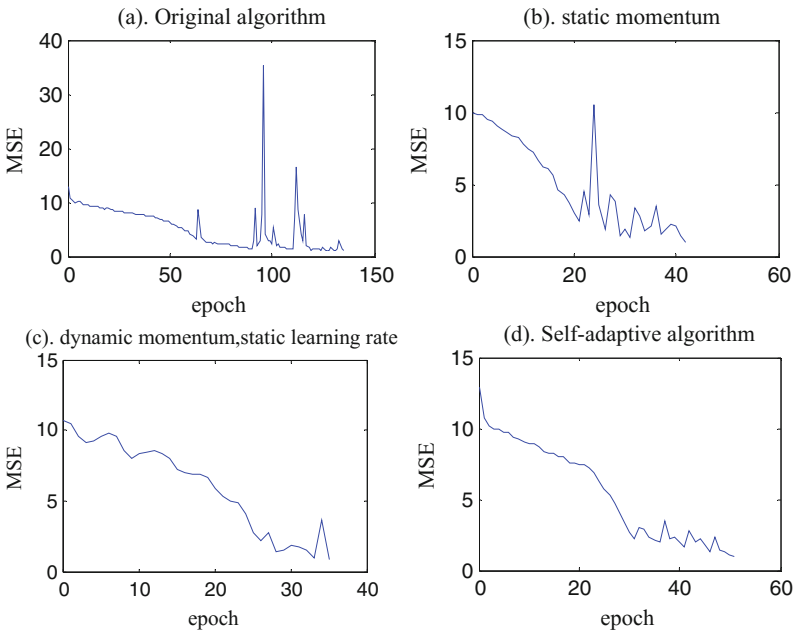 (a). Original algorithm
40
30
20
10
0
MSE
0 50 100 150
epoch
(b). static momentum
15
10
5
0
MSE
0 20 40 60
epoch
(c). dynamic momentum,static learning rate
15
10
5
0
MSE
0 10 20 30 40
epoch
(d). Self-adaptive algorithm
15
10
5
0
MSE
0 20 40 60
epoch